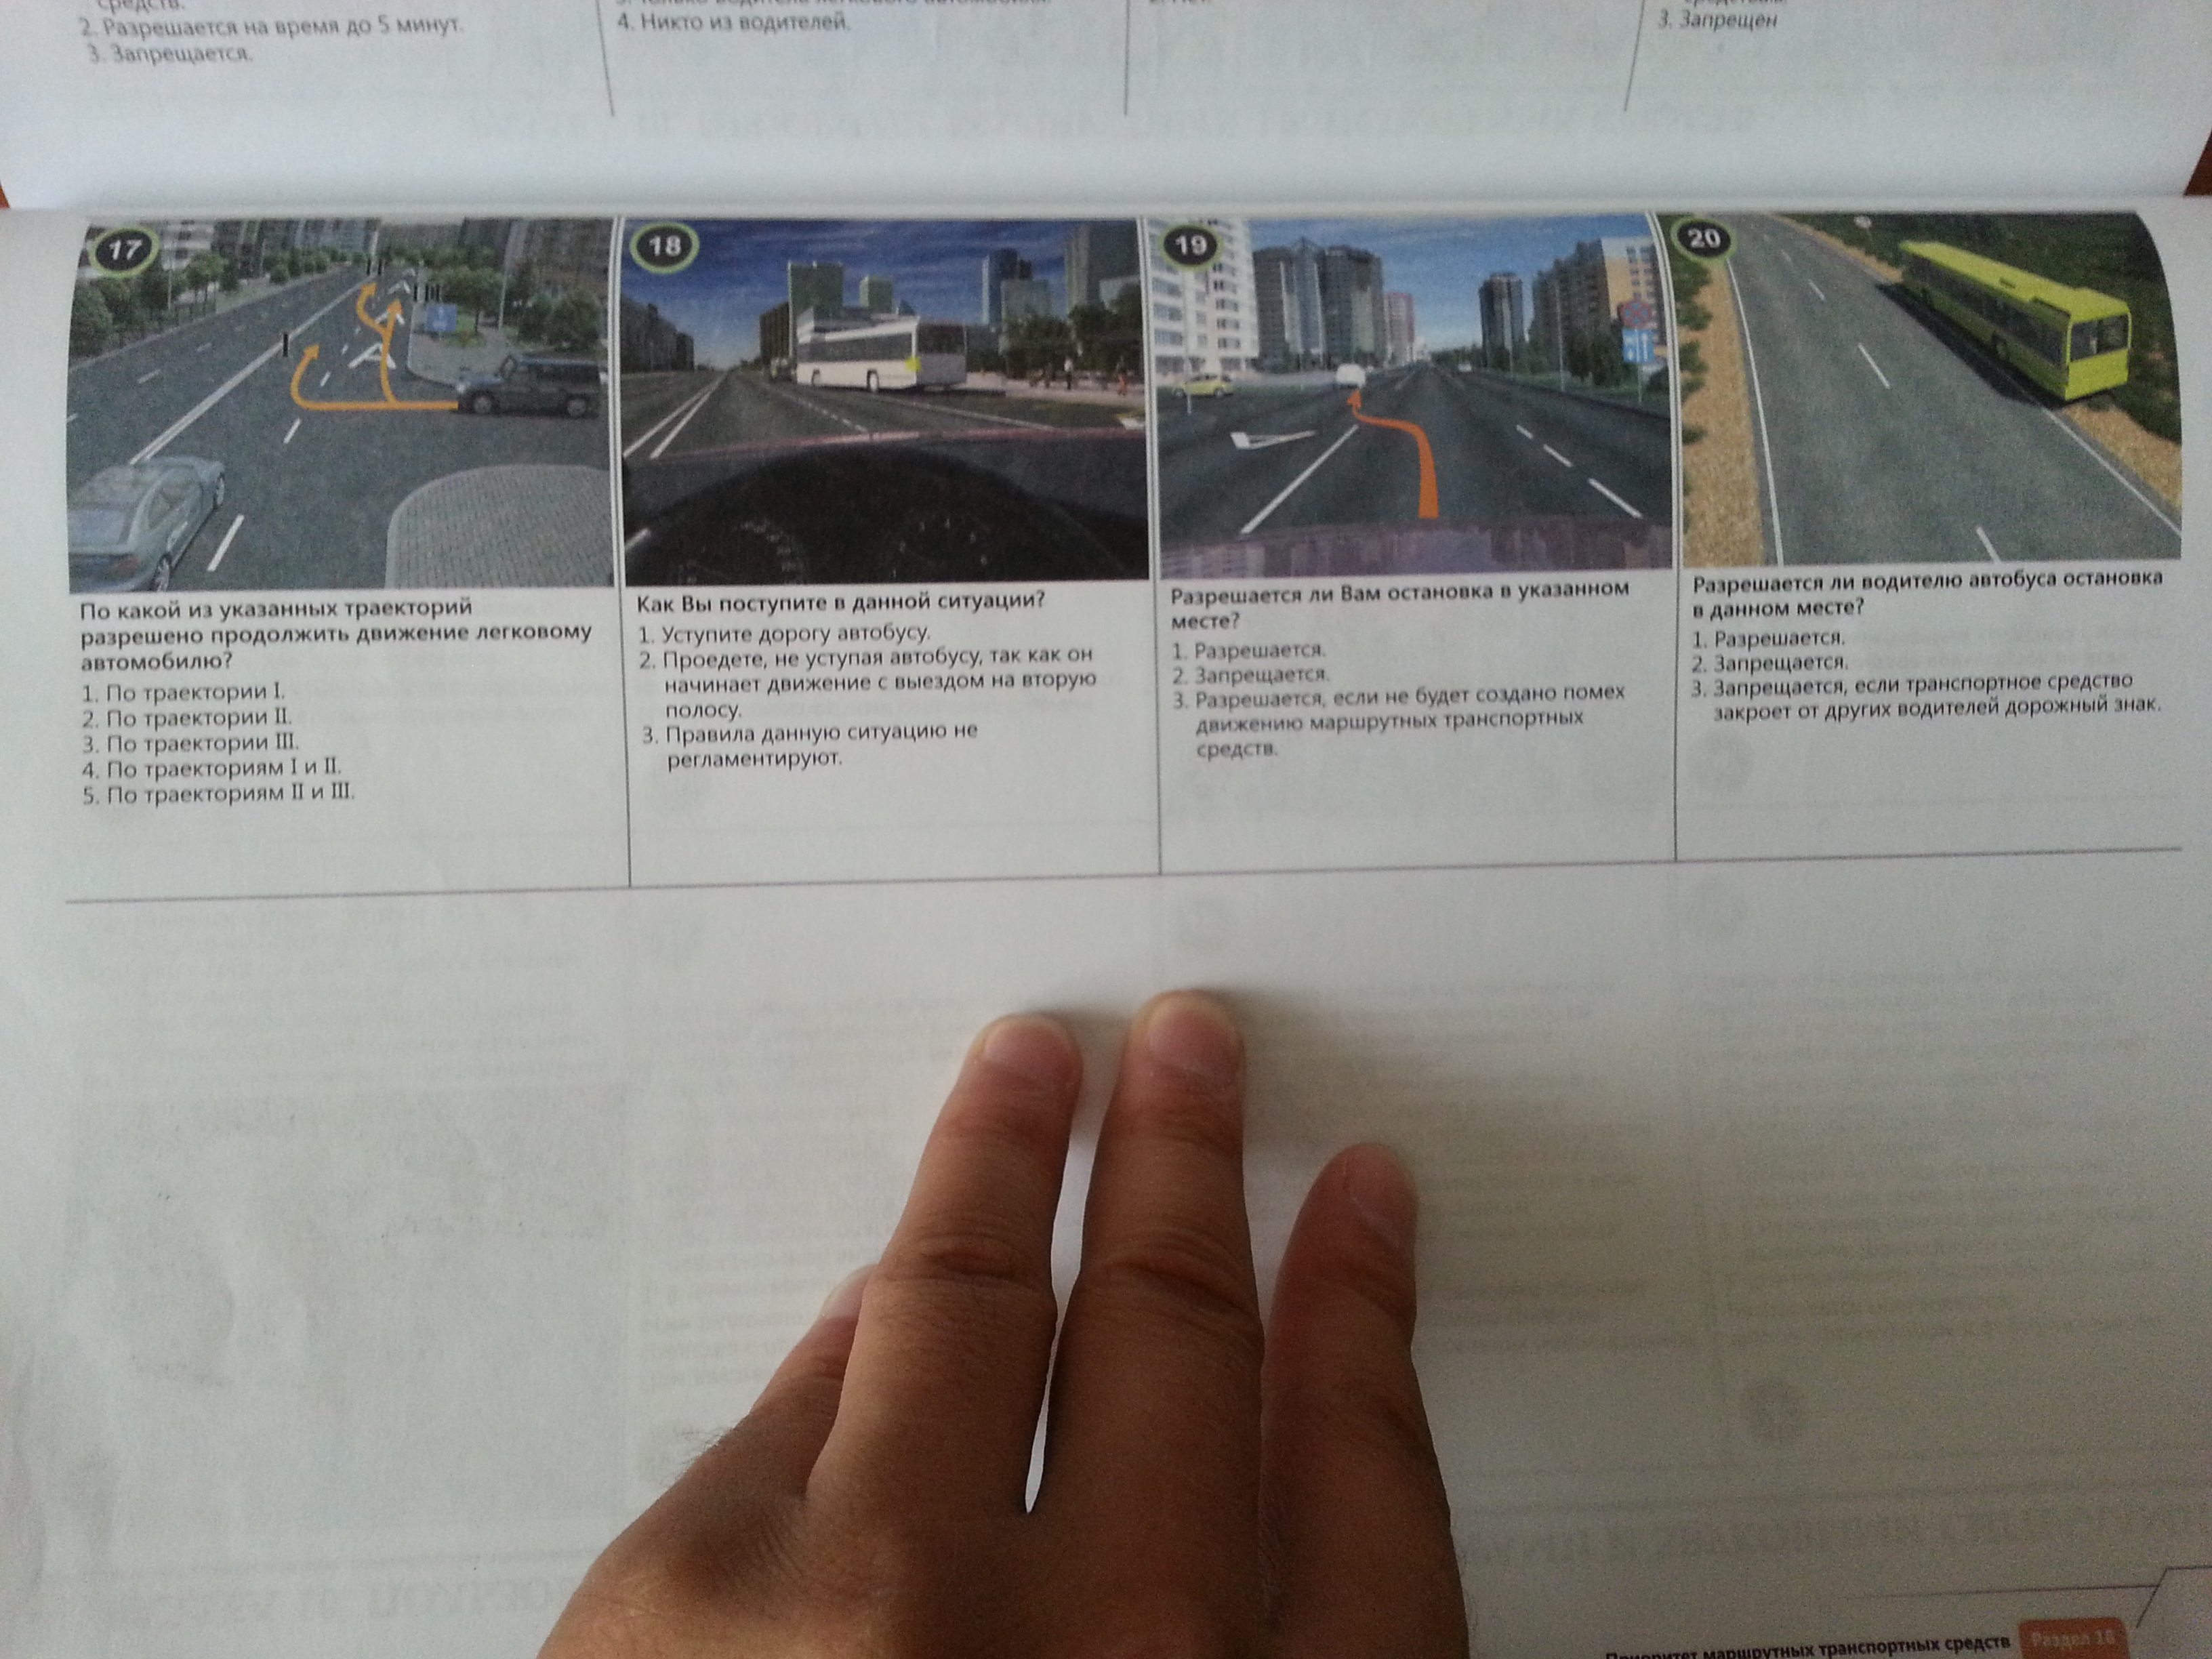 средств.
2. Разрешается на время до 5 минут.
3. Запрещается.
4. Никто из водителей.
3. Запрещен
17
I
II
III
По какой из указанных траекторий
разрешено продолжить движение легковому
автомобилю?
1. По траектории I.
2. По траектории II.
3. По траектории III.
4. По траекториям I и II.
5. По траекториям II и III.
18
Как Вы поступите в данной ситуации?
1. Уступите дорогу автобусу.
2. Проедете, не уступая автобусу, так как он
начинает движение с выездом на вторую
полосу.
3. Правила данную ситуацию не
регламентируют.
19
Разрешается ли Вам остановка в указанном
месте?
1. Разрешается.
2. Запрещается.
3. Разрешается, если не будет создано помех
движению маршрутных транспортных
средств.
20
Разрешается ли водителю автобуса остановка
в данном месте?
1. Разрешается.
2. Запрещается.
3. Запрещается, если транспортное средство
закроет от других водителей дорожный знак.
Приоритет маршрутных транспортных средств
Раздел 18